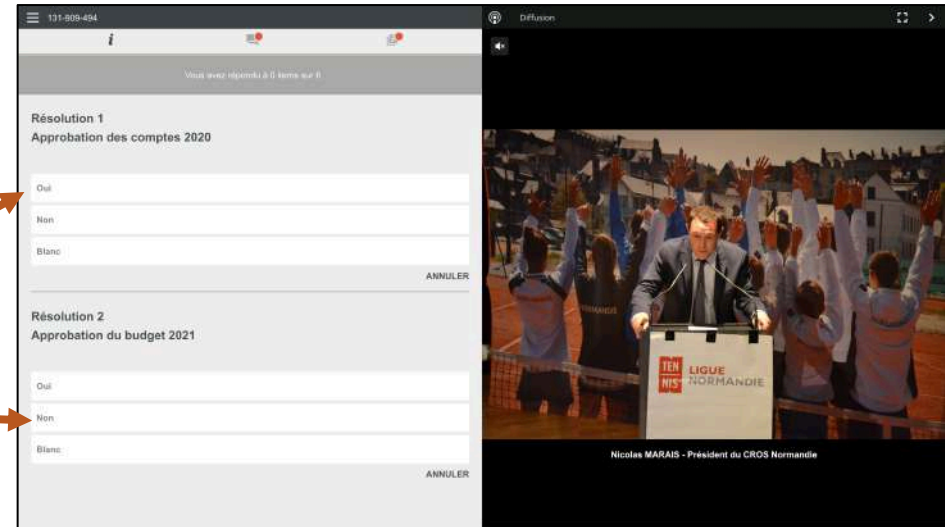 131-909-494
i
Vous avez répondu à 0 items sur 6
Résolution 1
Approbation des comptes 2020
Oui
Non
Blanc
ANNULER
Résolution 2
Approbation du budget 2021
Oui
Non
Blanc
ANNULER
Diffusion
NORMANDIE
TEN
NIS
LIGUE
NORMANDIE
Nicolas MARAIS - Président du CROS Normandie